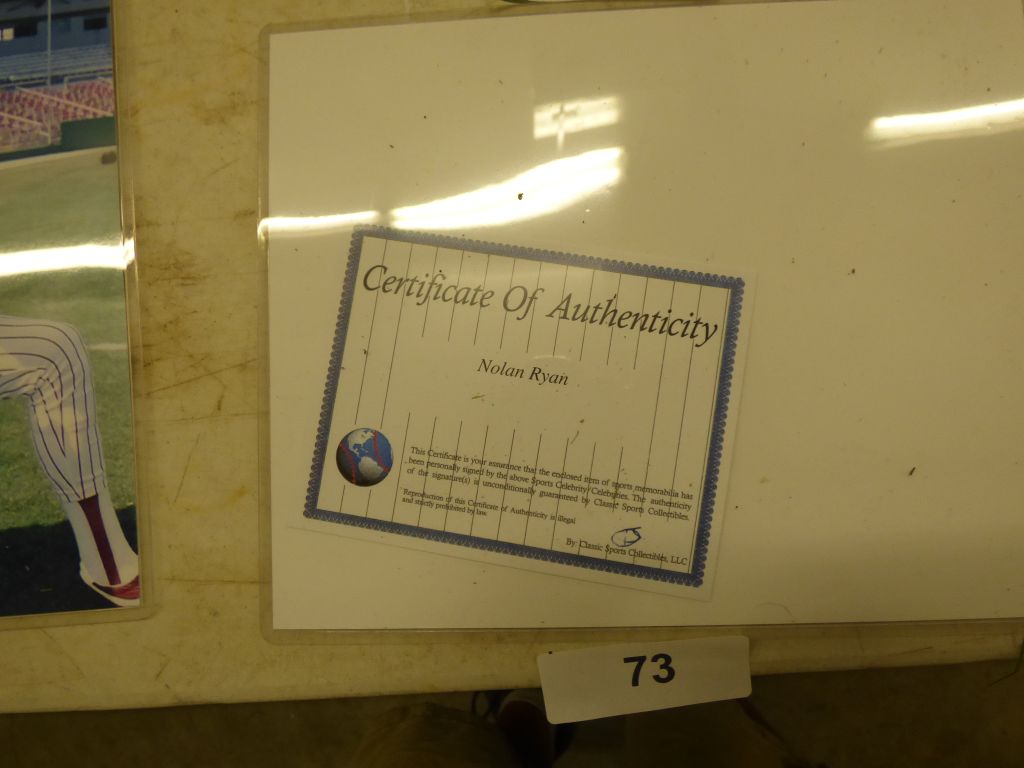 Certificate Of Authenticity
Nolan Ryan
This Certificate is your assurance that the enclosed item of sports memorabilia has
been personally signed by the above Sports Celebrity/Celebrities. The authenticity
of the signature(s) is unconditionally guaranteed by Classic Sports Collectibles.
Reproduction of this Certificate of Authenticity is illegal
and strictly prohibited by law.
By: Classic Sports Collectibles, LLC
73